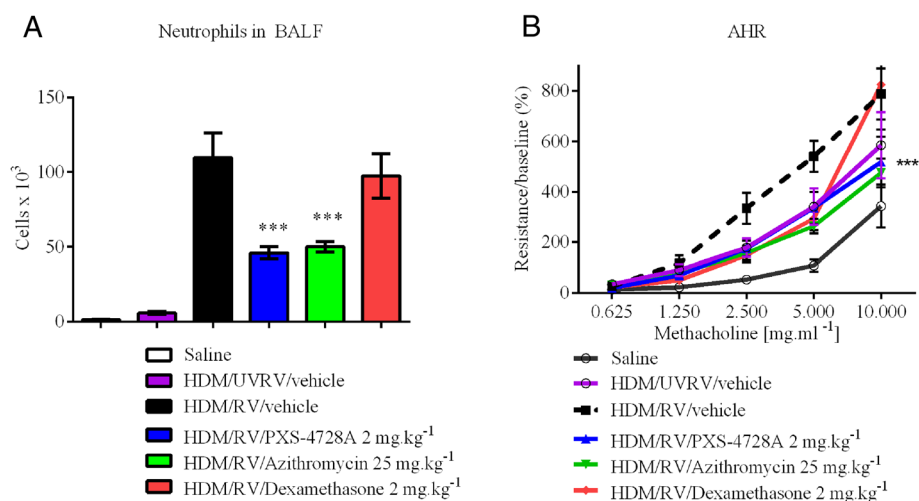 A
Neutrophils in BALF
150
100
50
0
Cells x 10³
***
***
Saline
HDM/UVRV/vehicle
HDM/RV/vehicle
HDM/RV/PXS-4728A 2 mg.kg⁻¹
HDM/RV/Azithromycin 25 mg.kg⁻¹
HDM/RV/Dexamethasone 2 mg.kg⁻¹
B
AHR
800
600
400
200
0
Resistance/baseline (%)
***
0.625 1.250 2.500 5.000 10.000
Methacholine [mg.ml ⁻¹]
Saline
HDM/UVRV/vehicle
HDM/RV/vehicle
HDM/RV/PXS-4728A 2 mg.kg⁻¹
HDM/RV/Azithromycin 25 mg.kg⁻¹
HDM/RV/Dexamethasone 2 mg.kg⁻¹